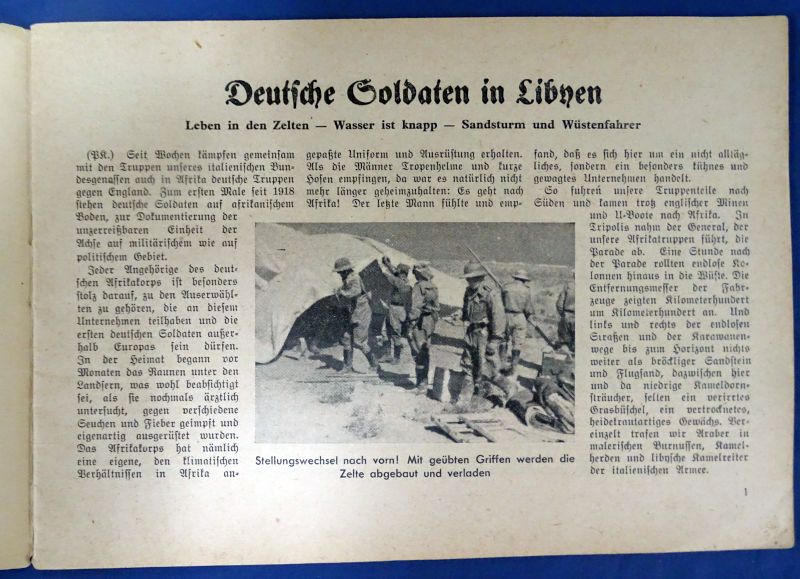 Deutsche Soldaten in Libyen
Leben in den Zelten — Wasser ist knapp — Sandsturm und Wüstenfahrer
(PK.) Seit Wochen kämpfen gemeinsam
mit den Truppen unseres italienischen Bun-
desgenossen auch in Afrika deutsche Truppen
gegen England. Zum ersten Male seit 1918
stehen deutsche Soldaten auf afrikanischem
Boden, zur Dokumentierung der
unzerreißbaren Einheit der
Achse auf militärischem wie auf
politischem Gebiet.
Jeder Angehörige des deut-
schen Afrikakorps ist besonders
stolz darauf, zu den Auserwähl-
ten zu gehören, die an diesem
Unternehmen teilhaben und die
ersten deutschen Soldaten außer-
halb Europas sein dürfen.
In der Heimat begann vor
Monaten das Raunen unter den
Landsern, was wohl beabsichtigt
sei, als sie nochmals ärztlich
untersucht, gegen verschiedene
Seuchen und Fieber geimpft und
eigenartig ausgerüstet wurden.
Das Afrikakorps hat nämlich
eine eigene, den klimatischen
Verhältnissen in Afrika an-
gepaßte Uniform und Ausrüstung erhalten.
Als die Männer Tropenhelme und kurze
Hosen empfingen, da war es natürlich nicht
mehr länger geheimzuhalten: Es geht nach
Afrika! Der letzte Mann fühlte und emp-
Stellungswechsel nach vorn! Mit geübten Griffen werden die
Zelte abgebaut und verladen
fand, daß es sich hier um ein nicht alltäg-
liches, sondern ein besonders kühnes und
gewagtes Unternehmen handelt.
So fuhren unsere Truppenteile nach
Süden und kamen trotz englischer Minen
und U-Boote nach Afrika. In
Tripolis nahm der General, der
unsere Afrikatruppen führt, die
Parade ab. Eine Stunde nach
der Parade rollten endlose Ko-
lonnen hinaus in die Wüste. Die
Entfernungsmesser der Fahr-
zeuge zeigten Kilometerhundert
um Kilometerhundert an. Und
links und rechts der endlosen
Straßen und der Karawanen-
wege bis zum Horizont nichts
weiter als bröckliger Sandstein
und Flugsand, dazwischen hier
und da niedrige Kameldorn-
sträucher, selten ein verirrtes
Grasbüschel, ein vertrocknetes,
heidekrautartiges Gewächs. Ver-
einzelt trafen wir Araber in
malerischen Burnussen, Kamel-
herden und libysche Kamelreiter
der italienischen Armee.
1